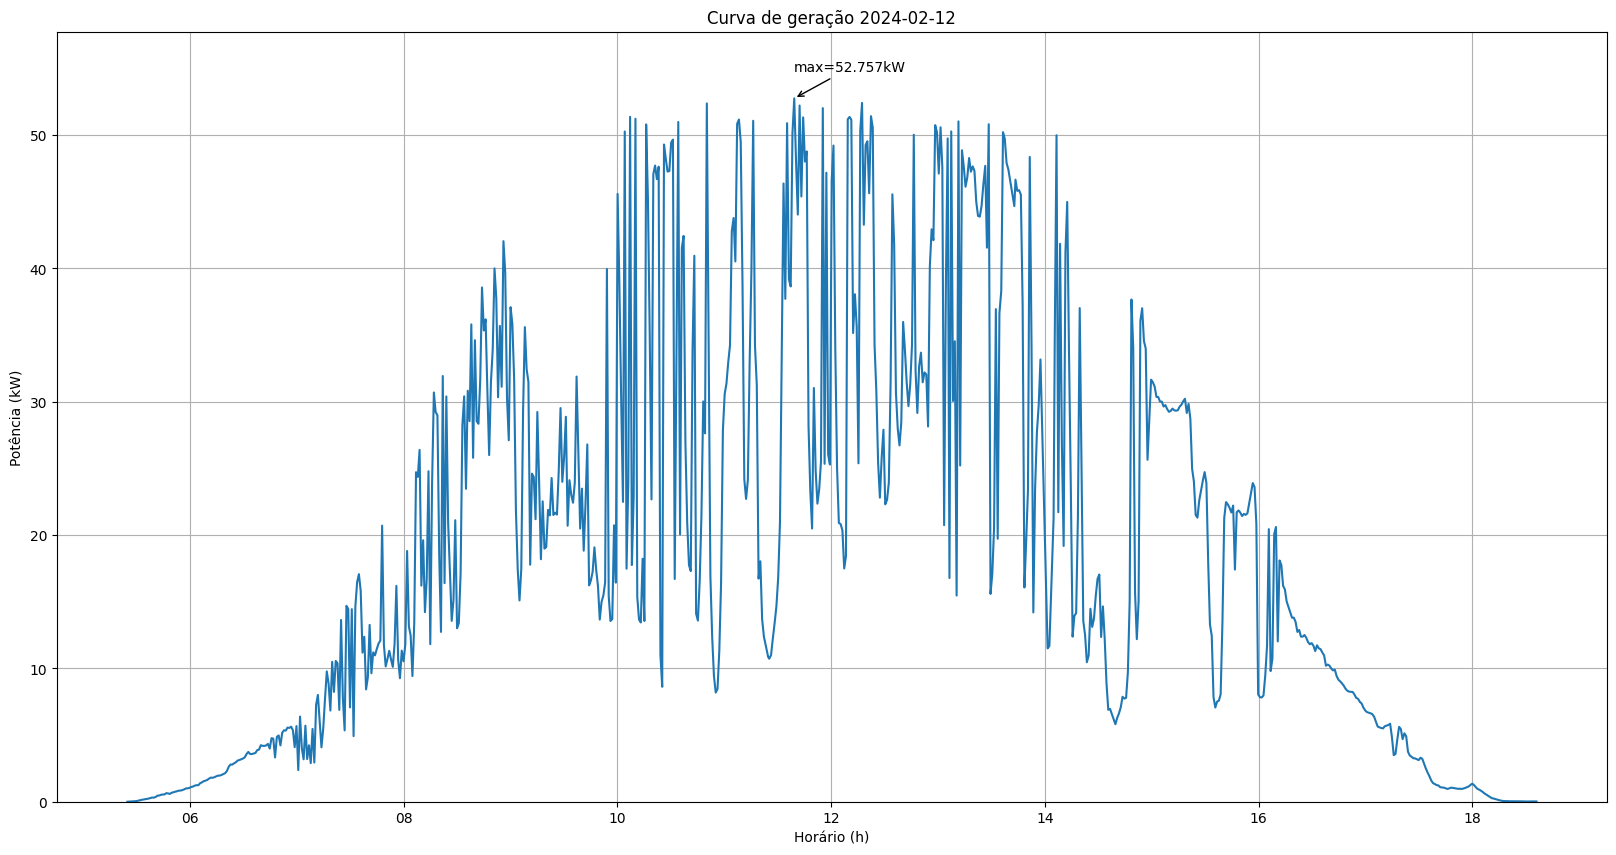 Curva de geração 2024-02-12
max=52.757kW
Potência (kW)
50
40
30
20
10
0
06 08 10 12 14 16 18
Horário (h)